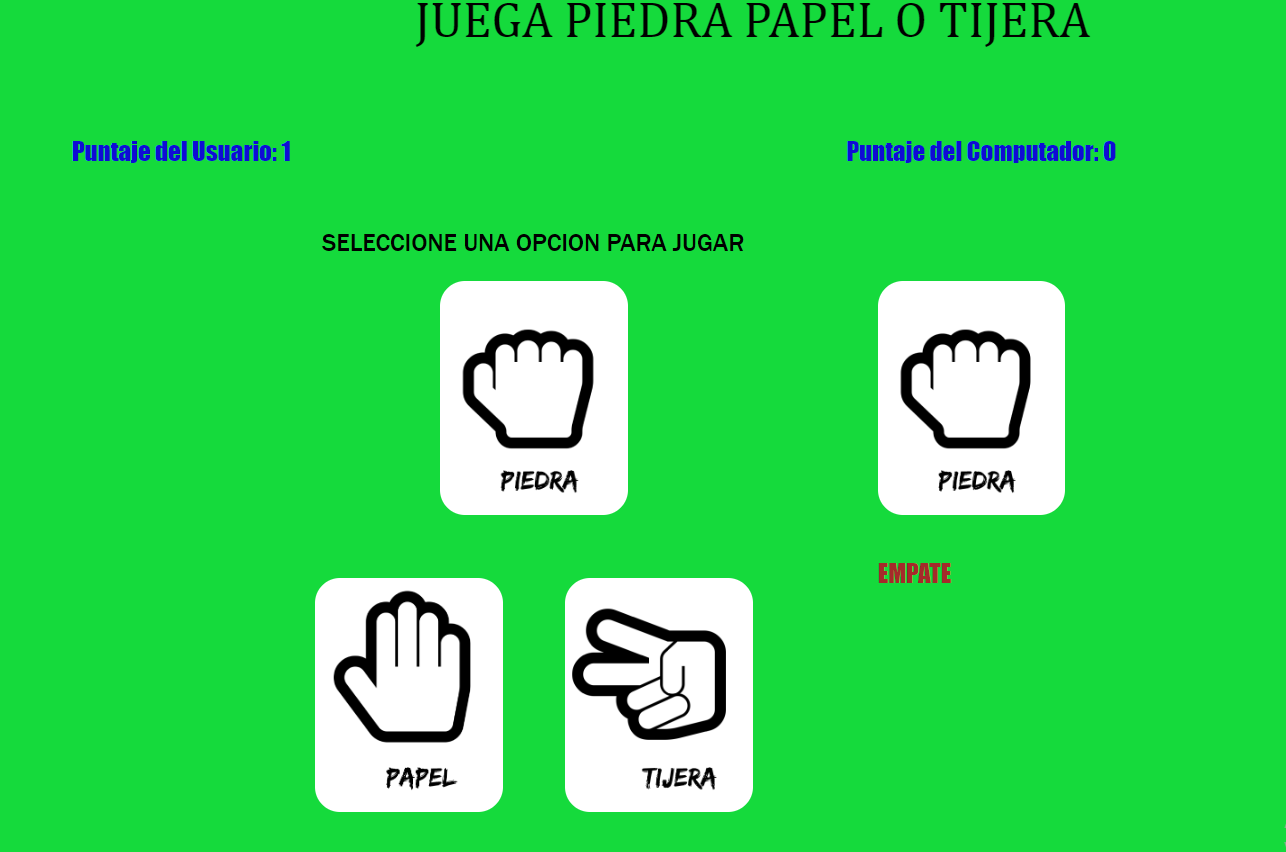 JUEGA PIEDRA PAPEL O TIJERA
Puntaje del Usuario: 1
Puntaje del Computador: 0
SELECCIONE UNA OPCION PARA JUGAR
PIEDRA
PIEDRA
EMPATE
PAPEL
TIJERA